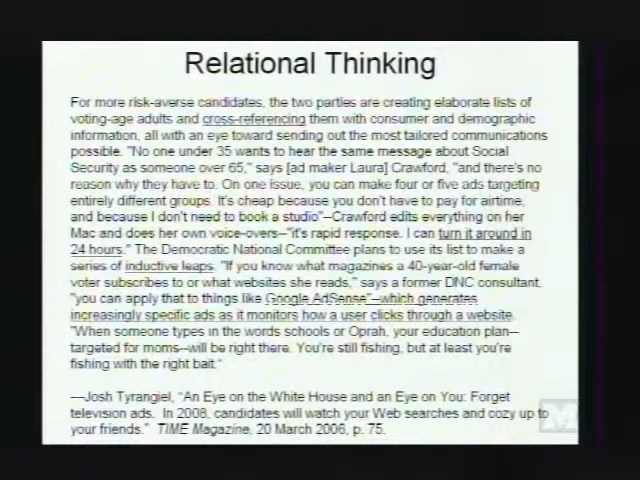 Relational Thinking
For more risk-averse candidates, the two parties are creating elaborate lists of
voting-age adults and cross-referencing them with consumer and demographic
information, all with an eye toward sending out the most tailored communications
possible. "No one under 35 wants to hear the same message about Social
Security as someone over 65," says [ad maker Laura] Crawford, "and there's no
reason why they have to. On one issue, you can make four or five ads targeting
entirely different groups. It's cheap because you don't have to pay for airtime,
and because I don't need to book a studio"--Crawford edits everything on her
Mac and does her own voice-overs--"it's rapid response. I can turn it around in
24 hours." The Democratic National Committee plans to use its list to make a
series of inductive leaps. "If you know what magazines a 40-year-old female
voter subscribes to or what websites she reads," says a former DNC consultant,
"you can apply that to things like Google AdSense"--which generates
increasingly specific ads as it monitors how a user clicks through a website.
"When someone types in the words schools or Oprah, your education plan--
targeted for moms--will be right there. You're still fishing, but at least you're
fishing with the right bait."
—Josh Tyrangiel, "An Eye on the White House and an Eye on You: Forget
television ads. In 2008, candidates will watch your Web searches and cozy up to
your friends." TIME Magazine, 20 March 2006, p. 75.